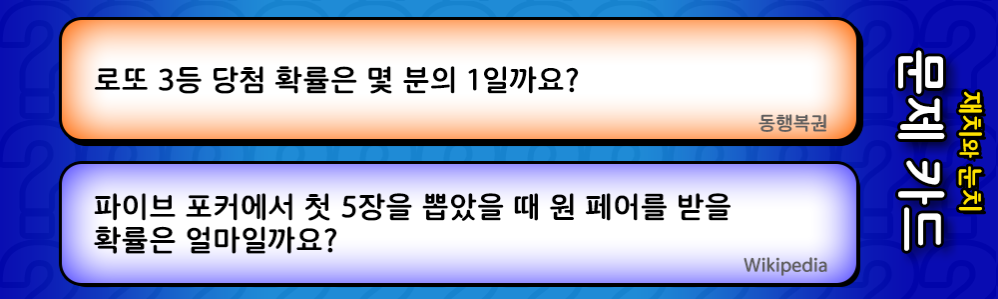 로또 3등 당첨 확률은 몇 분의 1일까요?
동행복권
파이브 포커에서 첫 5장을 뽑았을 때 원 페어를 받을
확률은 얼마일까요?
Wikipedia
재치와 눈치
문제 카드